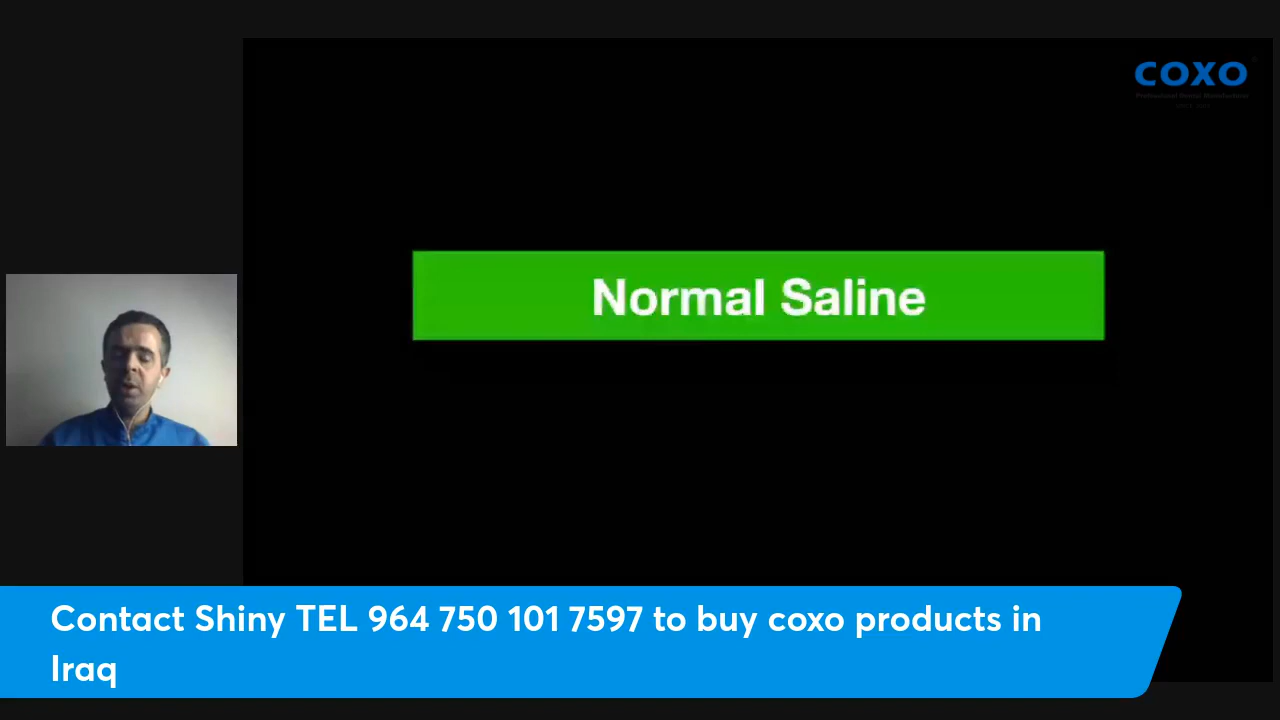 COXO
Normal Saline
Contact Shiny TEL 964 750 101 7597 to buy coxo products in
Iraq